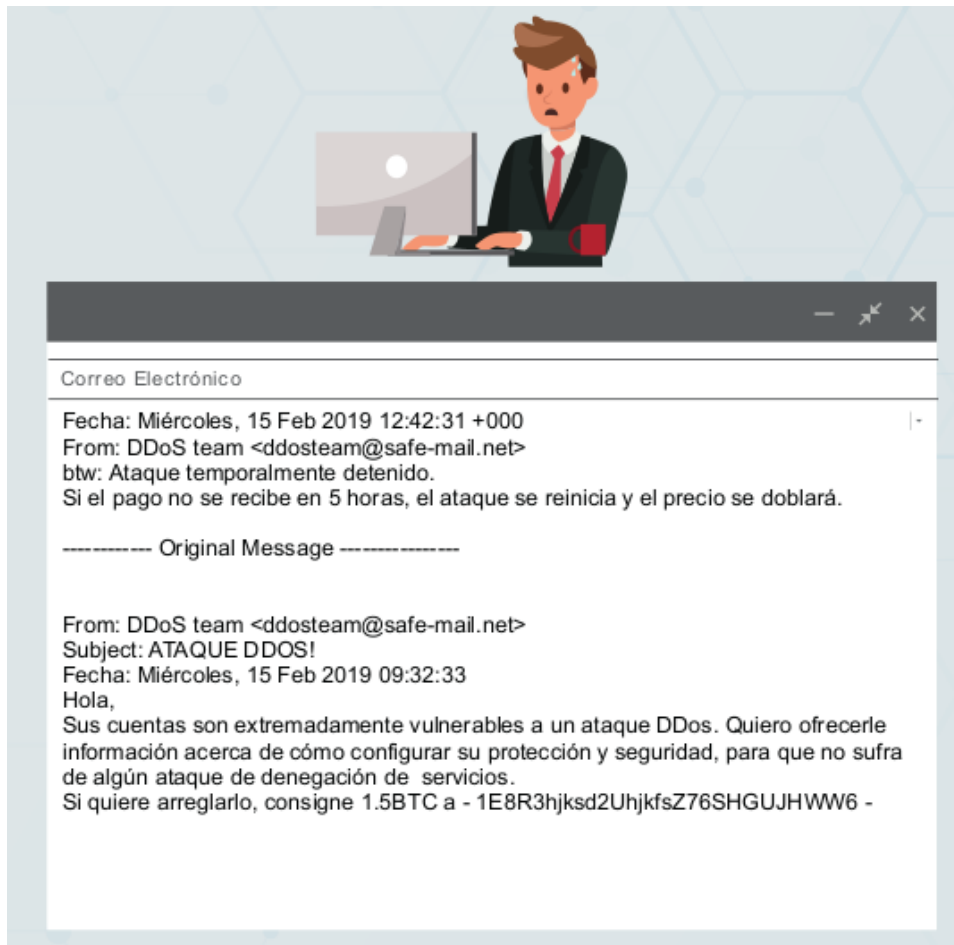 Correo Electrónico
Fecha: Miércoles, 15 Feb 2019 12:42:31 +000
From: DDoS team <ddosteam@safe-mail.net>
btw: Ataque temporalmente detenido.
Si el pago no se recibe en 5 horas, el ataque se reinicia y el precio se doblará.
------------ Original Message ----------------
From: DDoS team <ddosteam@safe-mail.net>
Subject: ATAQUE DDOS!
Fecha: Miércoles, 15 Feb 2019 09:32:33
Hola,
Sus cuentas son extremadamente vulnerables a un ataque DDos. Quiero ofrecerle
información acerca de cómo configurar su protección y seguridad, para que no sufra
de algún ataque de denegación de servicios.
Si quiere arreglarlo, consigne 1.5BTC a - 1E8R3hjksd2UhjkfsZ76SHGUJHWW6 -